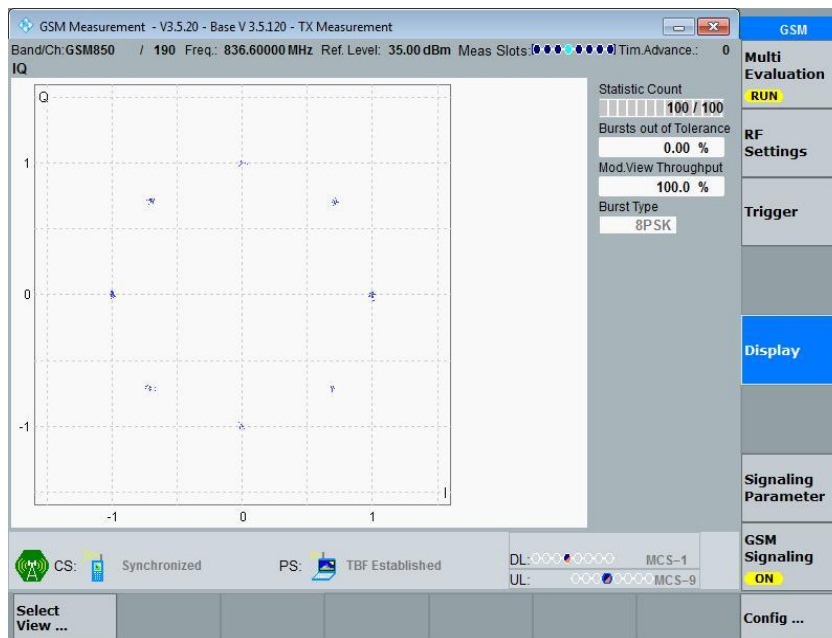 GSM Measurement - V3.5.20 - Base V 3.5.120 - TX Measurement
GSM
Band/Ch: GSM850 / 190 Freq.: 836.60000 MHz Ref. Level: 35.00 dBm Meas Slots: Tim.Advance.: 0
IQ
Multi
Evaluation
RUN
Statistic Count
100 / 100
Bursts out of Tolerance
0.00 %
Mod.View Throughput
100.0 %
Burst Type
8PSK
RF
Settings
Trigger
Display
Q
1
0
-1
I
-1 0 1
Signaling
Parameter
GSM
Signaling
ON
CS: Synchronized PS: TBF Established
DL: MCS-1
UL: MCS-9
Select
View ...
Config ...